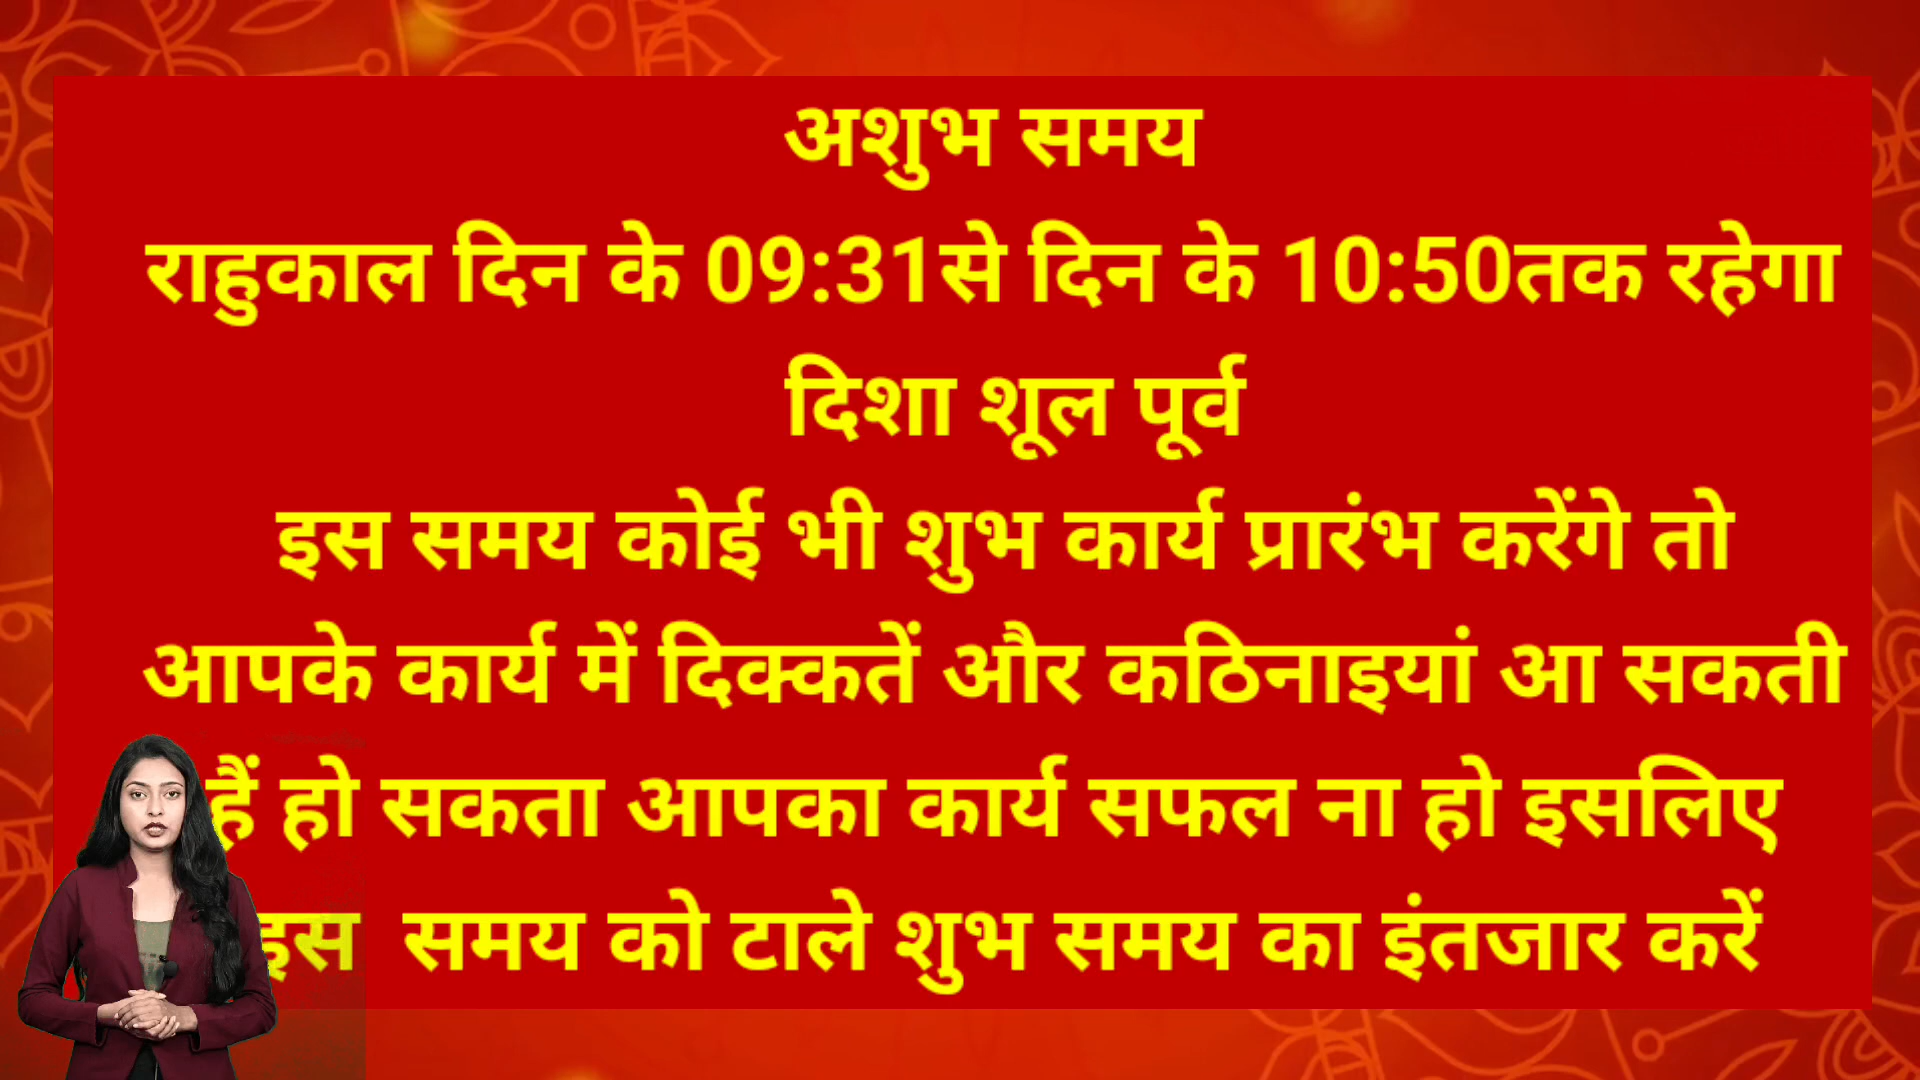 अशुभ समय
राहुकाल दिन के 09:31से दिन के 10:50तक रहेगा
दिशा शूल पूर्व
इस समय कोई भी शुभ कार्य प्रारंभ करेंगे तो
आपके कार्य में दिक्कतें और कठिनाइयां आ सकती
हैं हो सकता आपका कार्य सफल ना हो इसलिए
इस समय को टाले शुभ समय का इंतजार करें